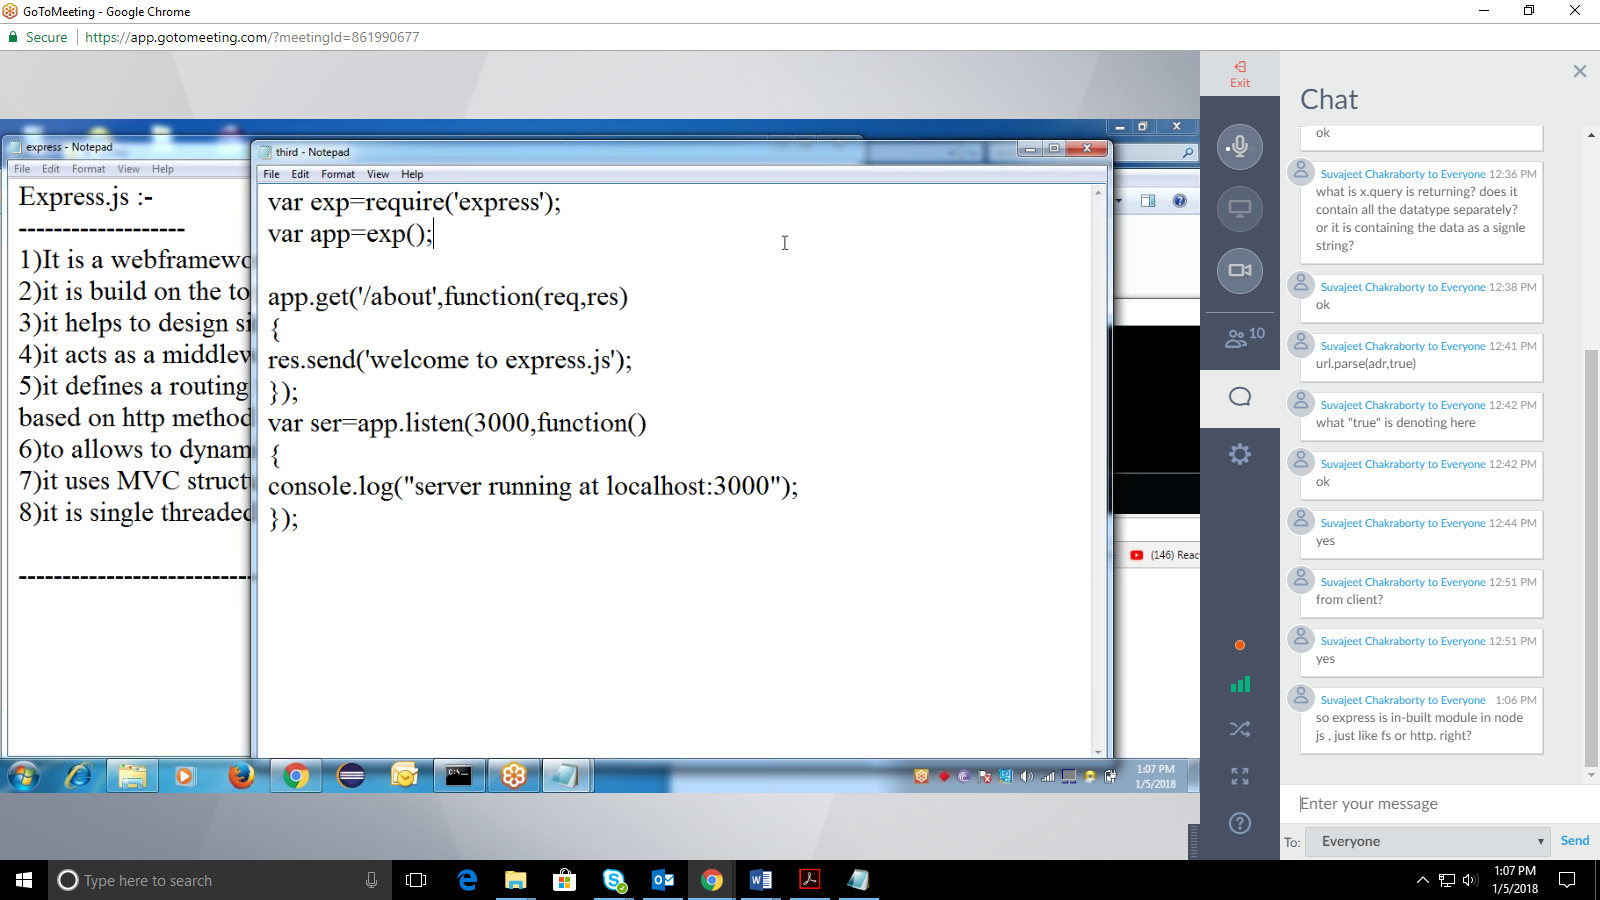 GoToMeeting - Google Chrome
Secure https://app.gotomeeting.com/?meetingId=861990677
express - Notepad
File Edit Format View Help
Express.js :-
-------------------
1)It is a webframewo
2)it is build on the to
3)it helps to design si
4)it acts as a middlew
5)it defines a routing
based on http method
6)to allows to dynam
7)it uses MVC struct
8)it is single threaded
---------------------------
third - Notepad
File Edit Format View Help
var exp=require('express');
var app=exp();
app.get('/about',function(req,res)
{
res.send('welcome to express.js');
});
var ser=app.listen(3000,function()
{
console.log("server running at localhost:3000");
});
(146) Reac
1:07 PM
1/5/2018
Exit
10
Chat
ok
Suvajeet Chakraborty to Everyone 12:36 PM
what is x.query is returning? does it
contain all the datatype separately?
or it is containing the data as a signle
string?
Suvajeet Chakraborty to Everyone 12:38 PM
ok
Suvajeet Chakraborty to Everyone 12:41 PM
url.parse(adr,true)
Suvajeet Chakraborty to Everyone 12:42 PM
what "true" is denoting here
Suvajeet Chakraborty to Everyone 12:42 PM
ok
Suvajeet Chakraborty to Everyone 12:44 PM
yes
Suvajeet Chakraborty to Everyone 12:51 PM
from client?
Suvajeet Chakraborty to Everyone 12:51 PM
yes
Suvajeet Chakraborty to Everyone 1:06 PM
so express is in-built module in node
js , just like fs or http. right?
Enter your message
To: Everyone Send
Type here to search
1:07 PM
1/5/2018